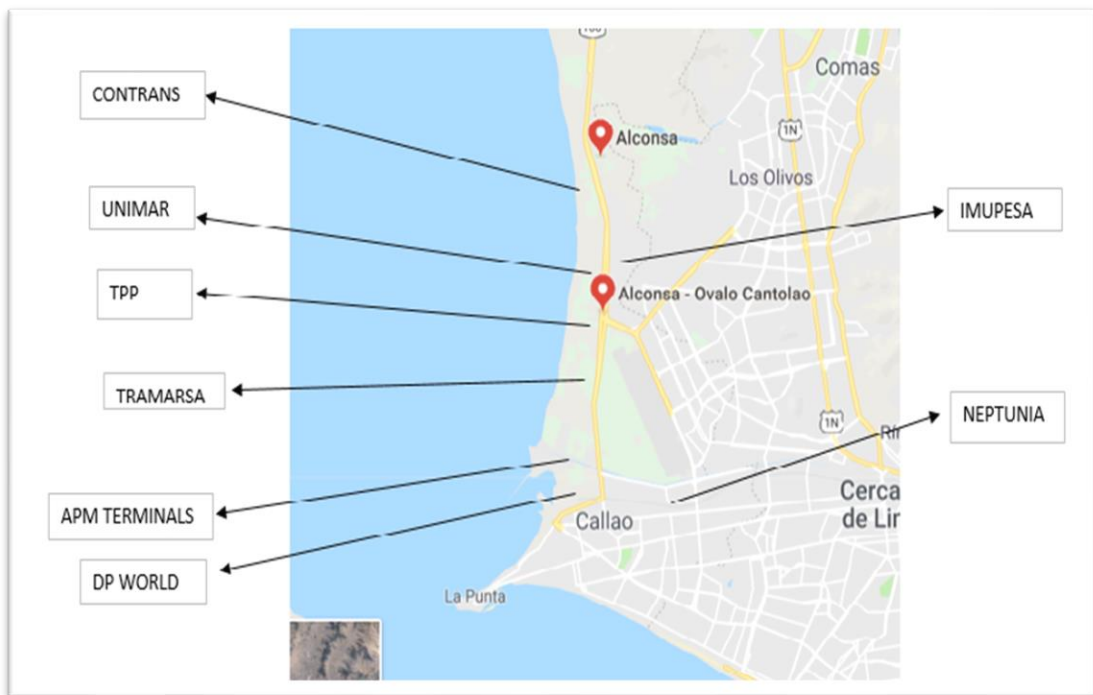 CONTRANS
UNIMAR
TPP
TRAMARSA
APM TERMINALS
DP WORLD
Comas
1N
Alconsa
Los Olivos
IMUPESA
Alconsa - Ovalo Cantolao
NEPTUNIA
1N
Rí
Cerca
de Lir
Callao
La Punta